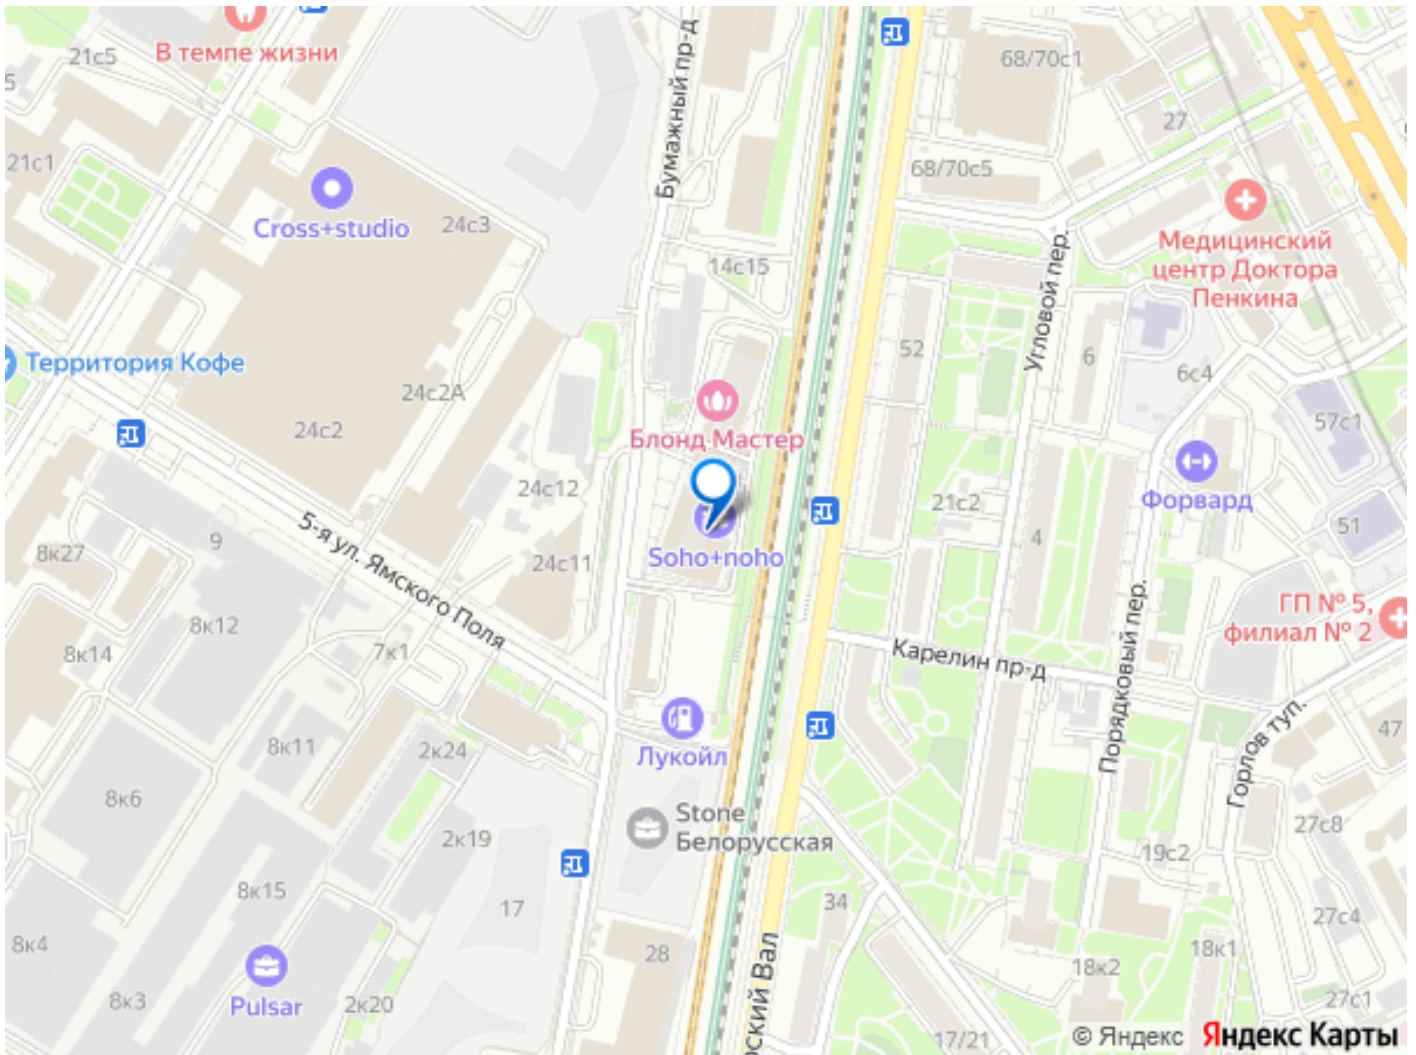 В темпе жизни
21с5
21с1
Cross+studio
24с3
Бумажный пр-д
14с15
68/70с1
27
68/70с5
Медицинский
центр Доктора
Пенкина
Угловой пер.
52
6
6с4
57с1
Территория Кофе
24с2А
24с2
Блонд Мастер
Форвард
24с12
Soho+noho
21с2
4
51
9
8к27
5-я ул. Ямского Поля
24с11
8к12
7к1
8к14
ГП № 5,
филиал № 2
Карелин пр-д
Порядковый пер.
Горлов туп.
47
Лукойл
8к11
2к24
8к6
Stone
Белорусская
2к19
27с8
19с2
8к15
17
34
27с4
8к4
28
18к1
18к2
Pulsar
8к3
2к20
ский Вал
27с1
17/21
© Яндекс Яндекс Карты